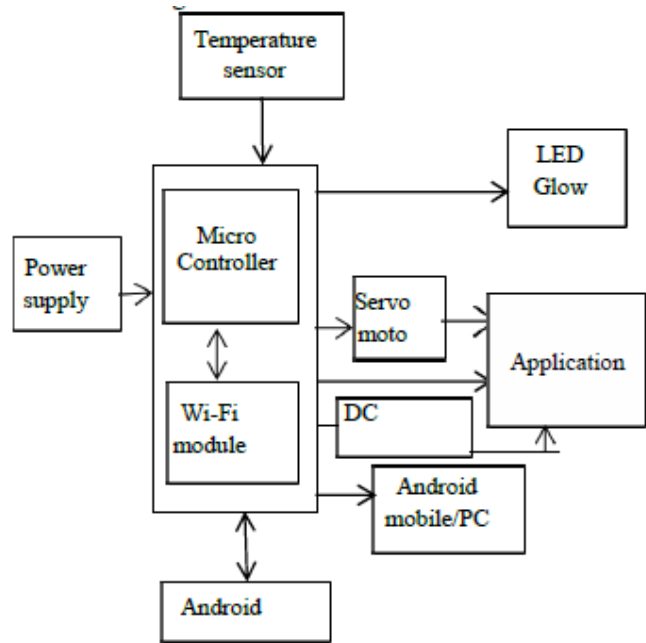 Temperature
sensor
LED
Glow
Micro
Controller
Power
supply
Servo
moto
Application
Wi-Fi
module
DC
Android
mobile/PC
Android